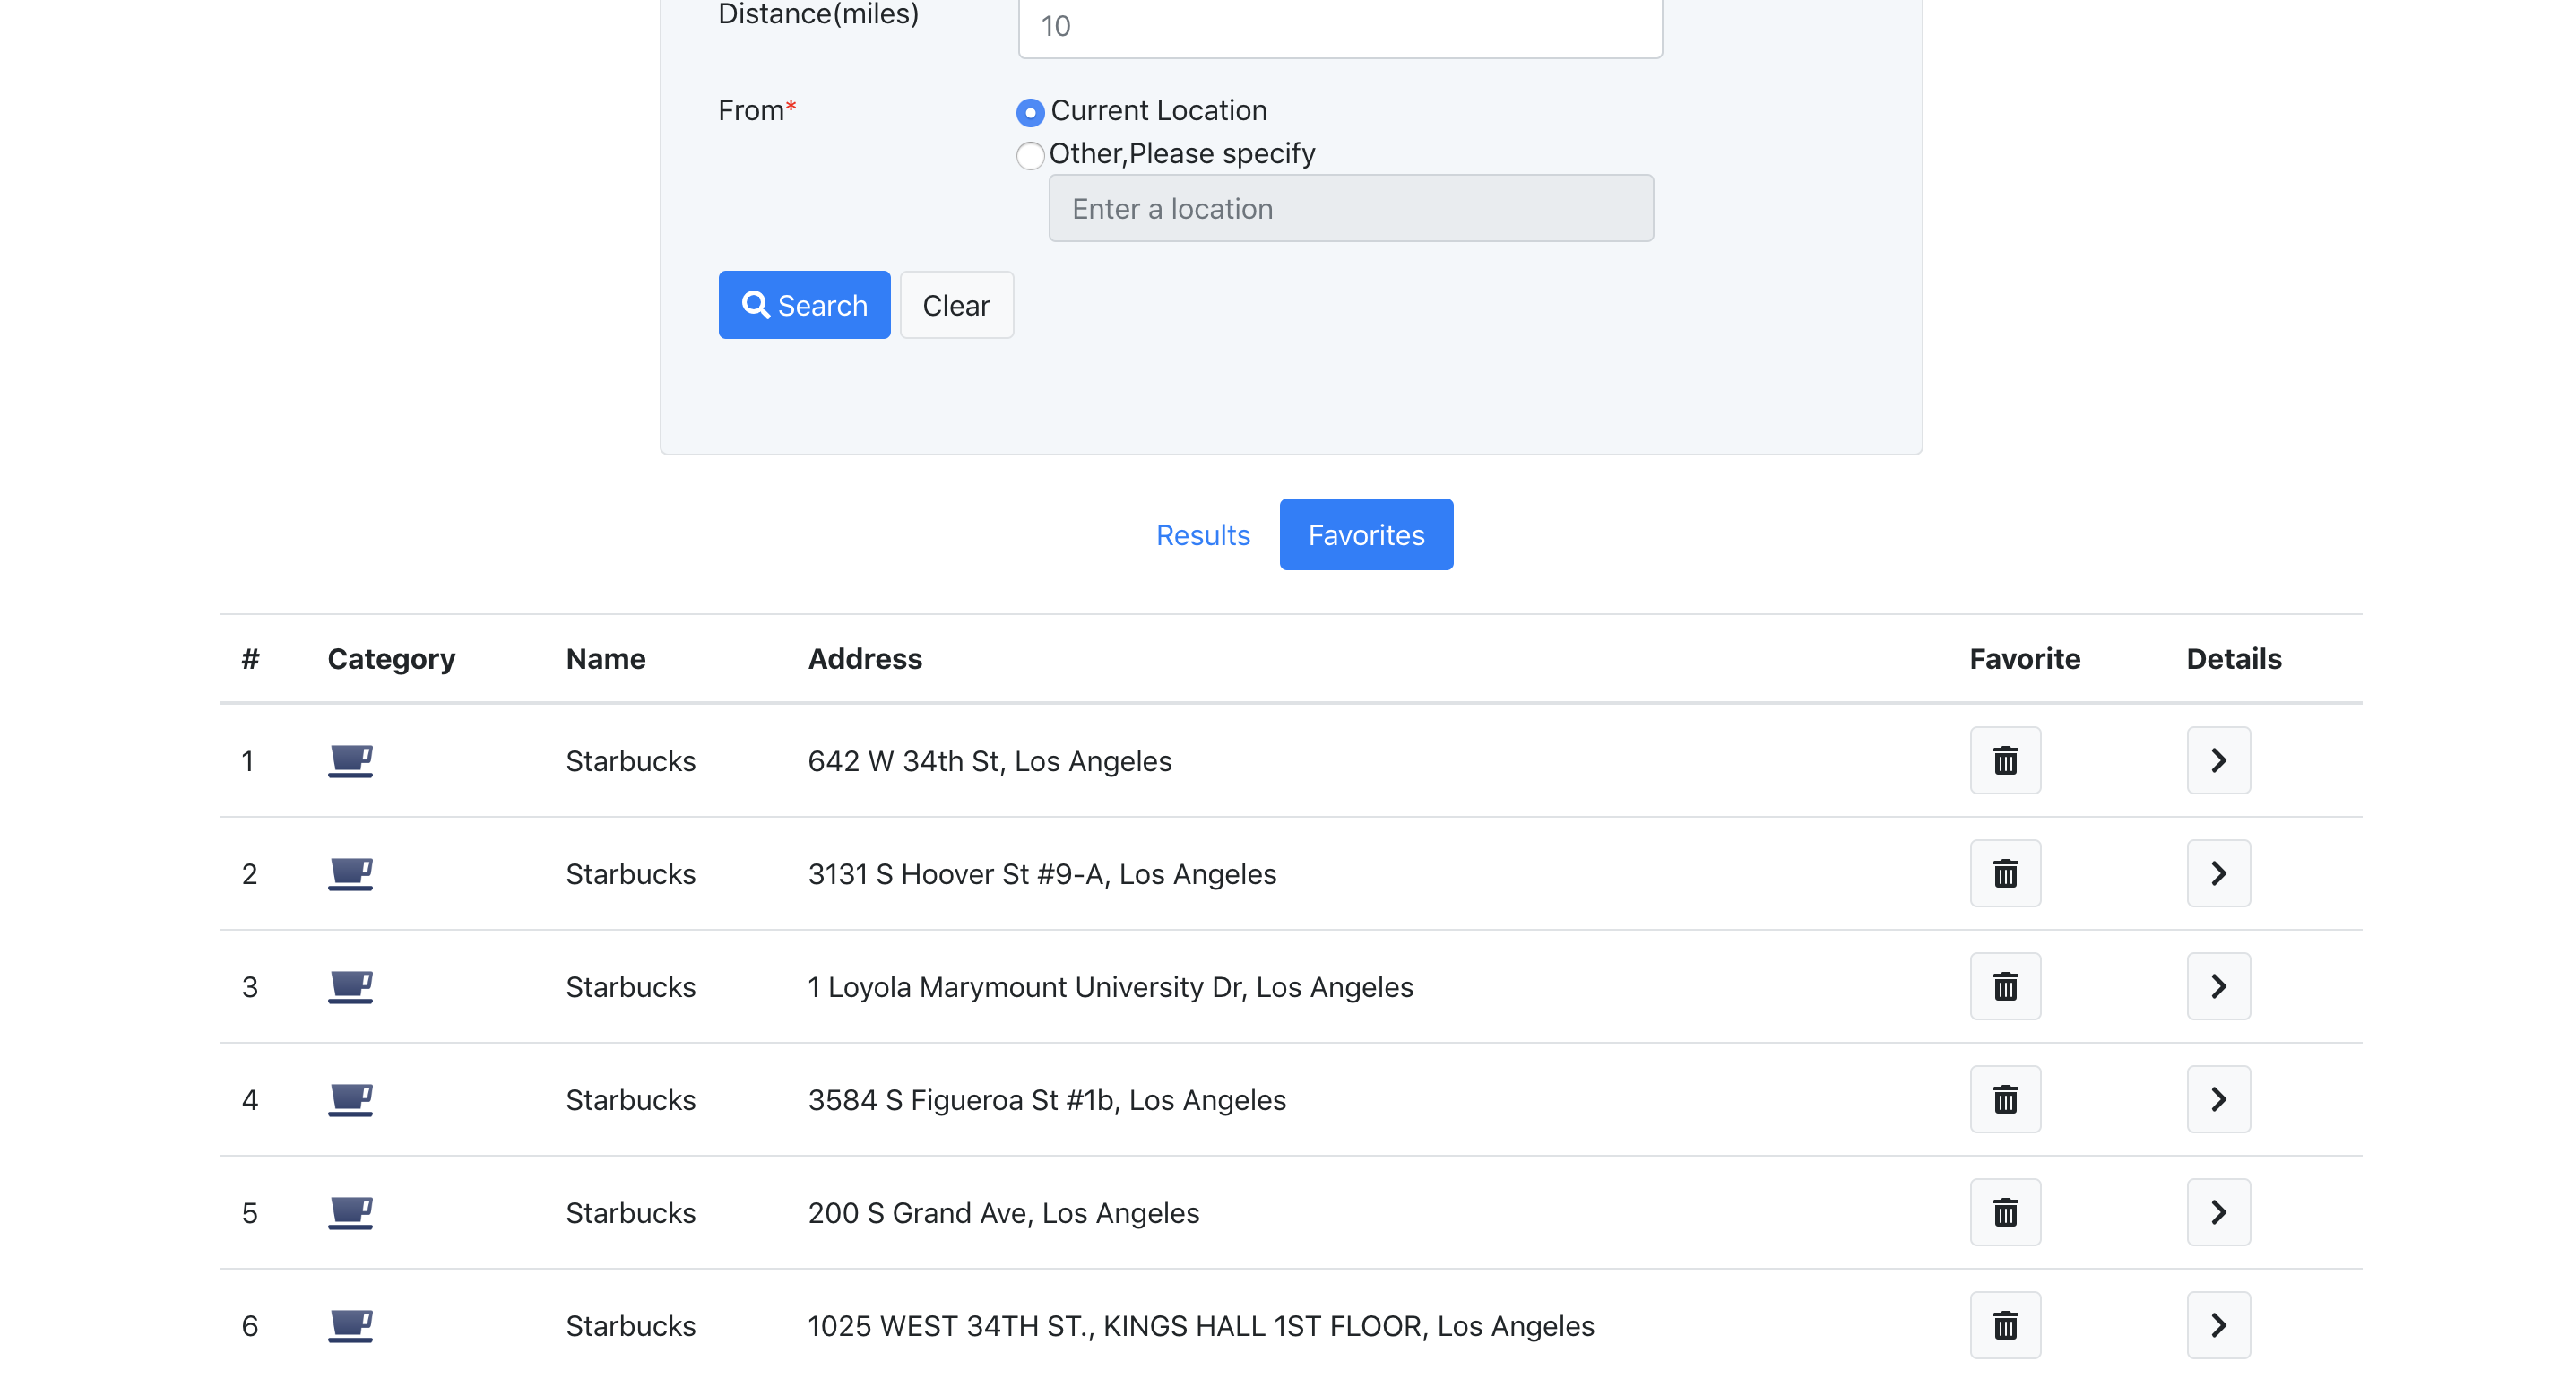 Distance(miles)
10
From*
Current Location
Other,Please specify
Enter a location
Search Clear
Results Favorites
# Category Name Address Favorite Details
1 Starbucks 642 W 34th St, Los Angeles
2 Starbucks 3131 S Hoover St #9-A, Los Angeles
3 Starbucks 1 Loyola Marymount University Dr, Los Angeles
4 Starbucks 3584 S Figueroa St #1b, Los Angeles
5 Starbucks 200 S Grand Ave, Los Angeles
6 Starbucks 1025 WEST 34TH ST., KINGS HALL 1ST FLOOR, Los Angeles